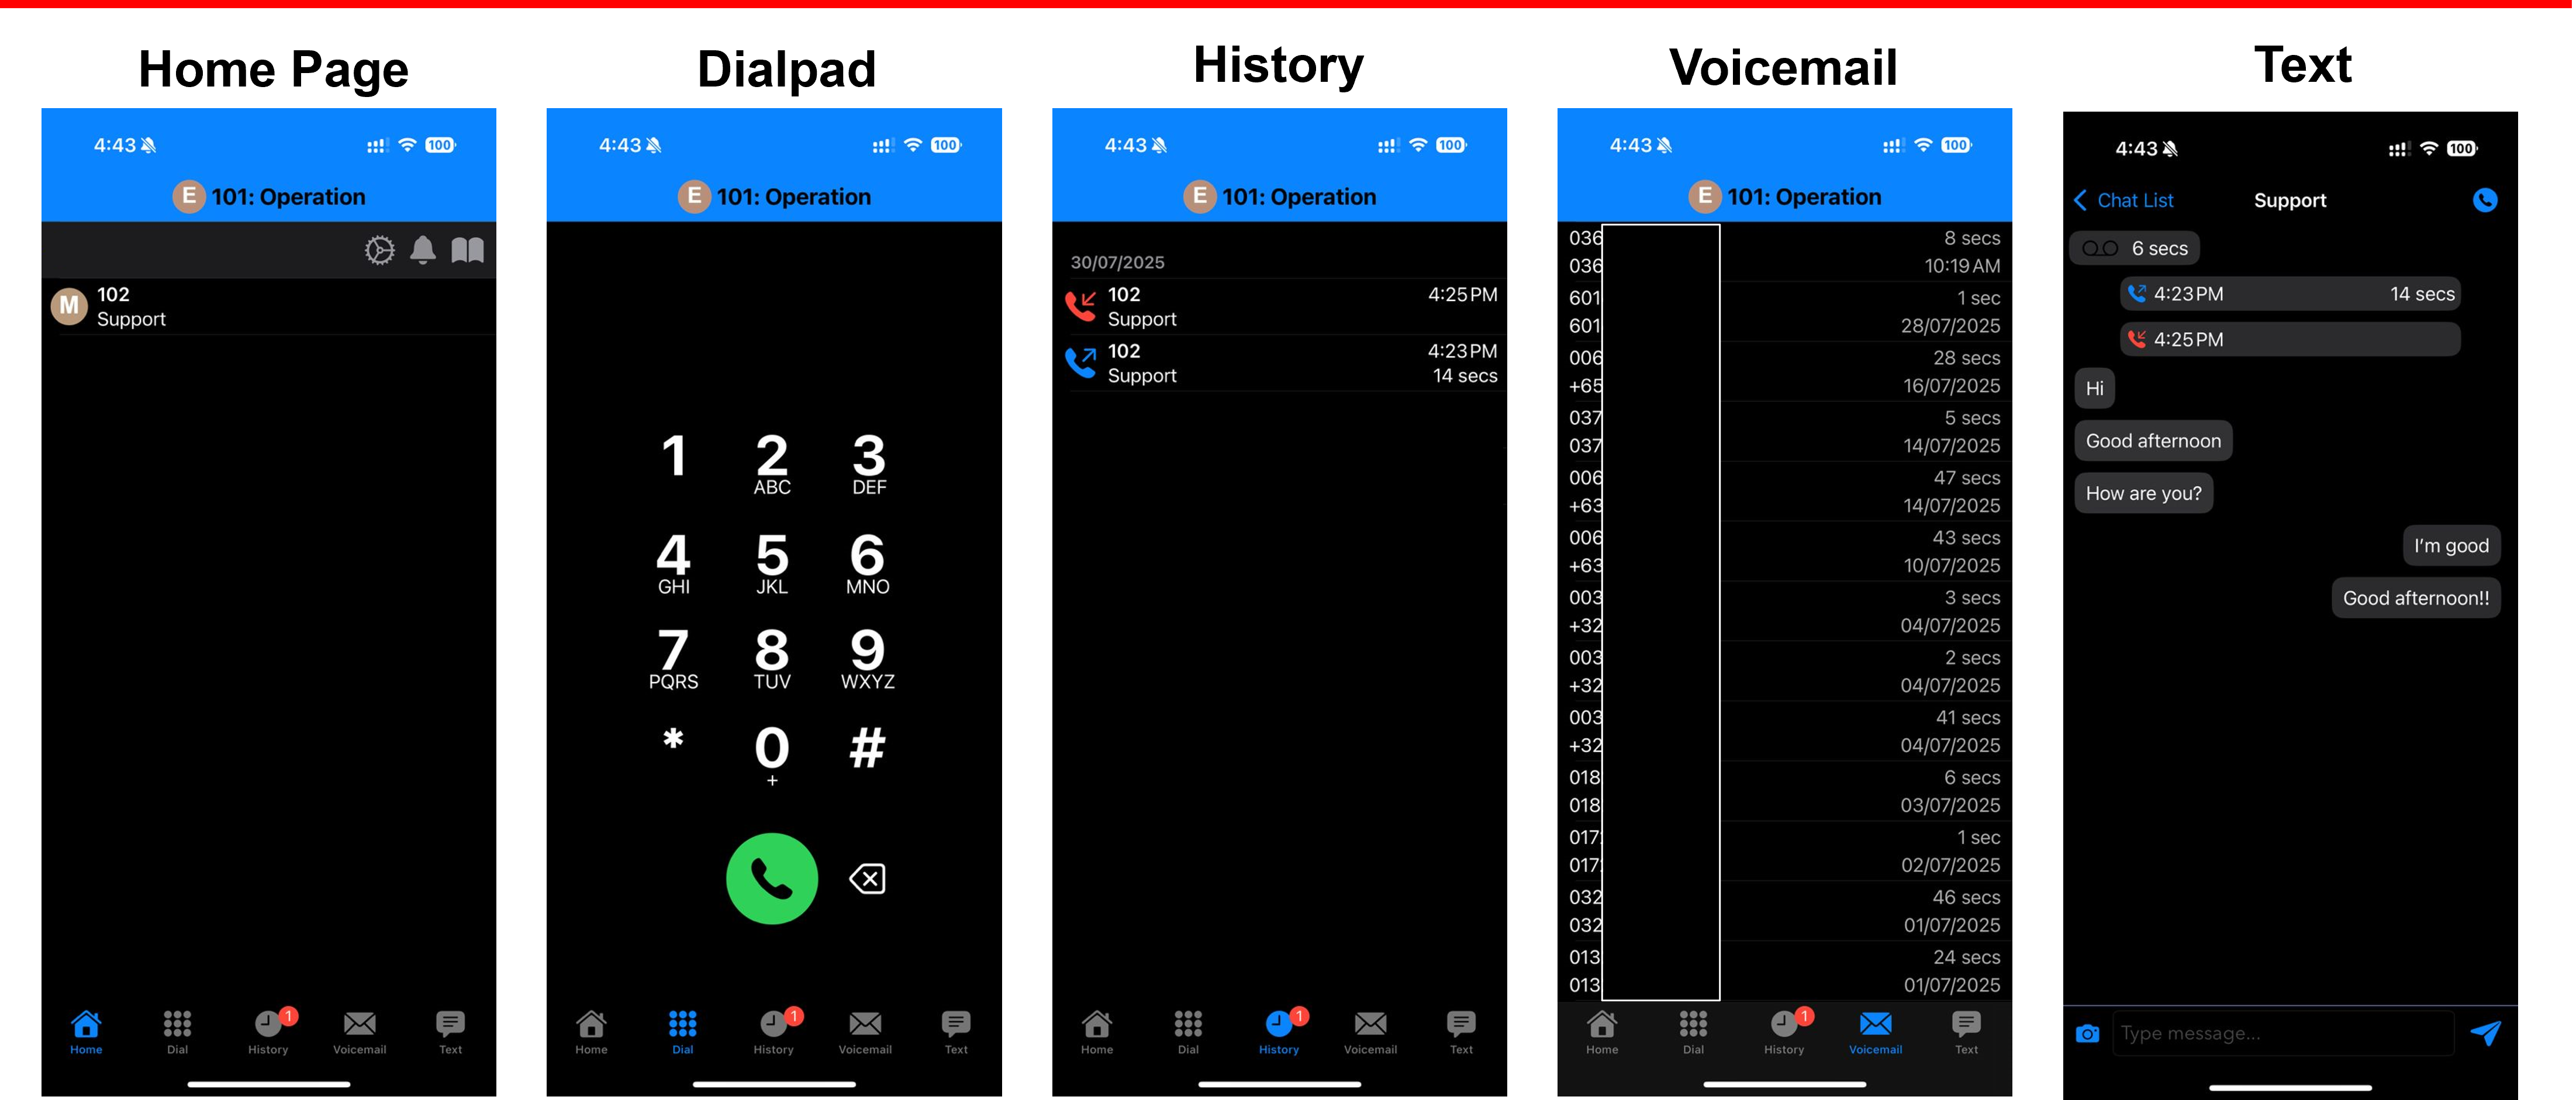 Home Page
4:43
100
E 101: Operation
M
102
Support
1
Home
Dial
History
Voicemail
Text
Dialpad
4:43
100
E 101: Operation
1 2 3
ABC DEF
4 5 6
GHI JKL MNO
7 8 9
PQRS TUV WXYZ
* 0 #
+
1
Home
Dial
History
Voicemail
Text
History
4:43
100
E 101: Operation
30/07/2025
102 4:25 PM
Support
102 4:23 PM
Support 14 secs
1
Home
Dial
History
Voicemail
Text
Voicemail
4:43
100
E 101: Operation
036 8 secs
036 10:19 AM
601 1 sec
601 28/07/2025
006 28 secs
+65 16/07/2025
037 5 secs
037 14/07/2025
006 47 secs
+63 14/07/2025
006 43 secs
+63 10/07/2025
003 3 secs
+32 04/07/2025
003 2 secs
+32 04/07/2025
003 41 secs
+32 04/07/2025
018 6 secs
018 03/07/2025
017 1 sec
017 02/07/2025
032 46 secs
032 01/07/2025
013 24 secs
013 01/07/2025
1
Home
Dial
History
Voicemail
Text
Text
4:43
100
Chat List Support
6 secs
4:23 PM 14 secs
4:25 PM
Hi
Good afternoon
How are you?
I'm good
Good afternoon!!
Type message...